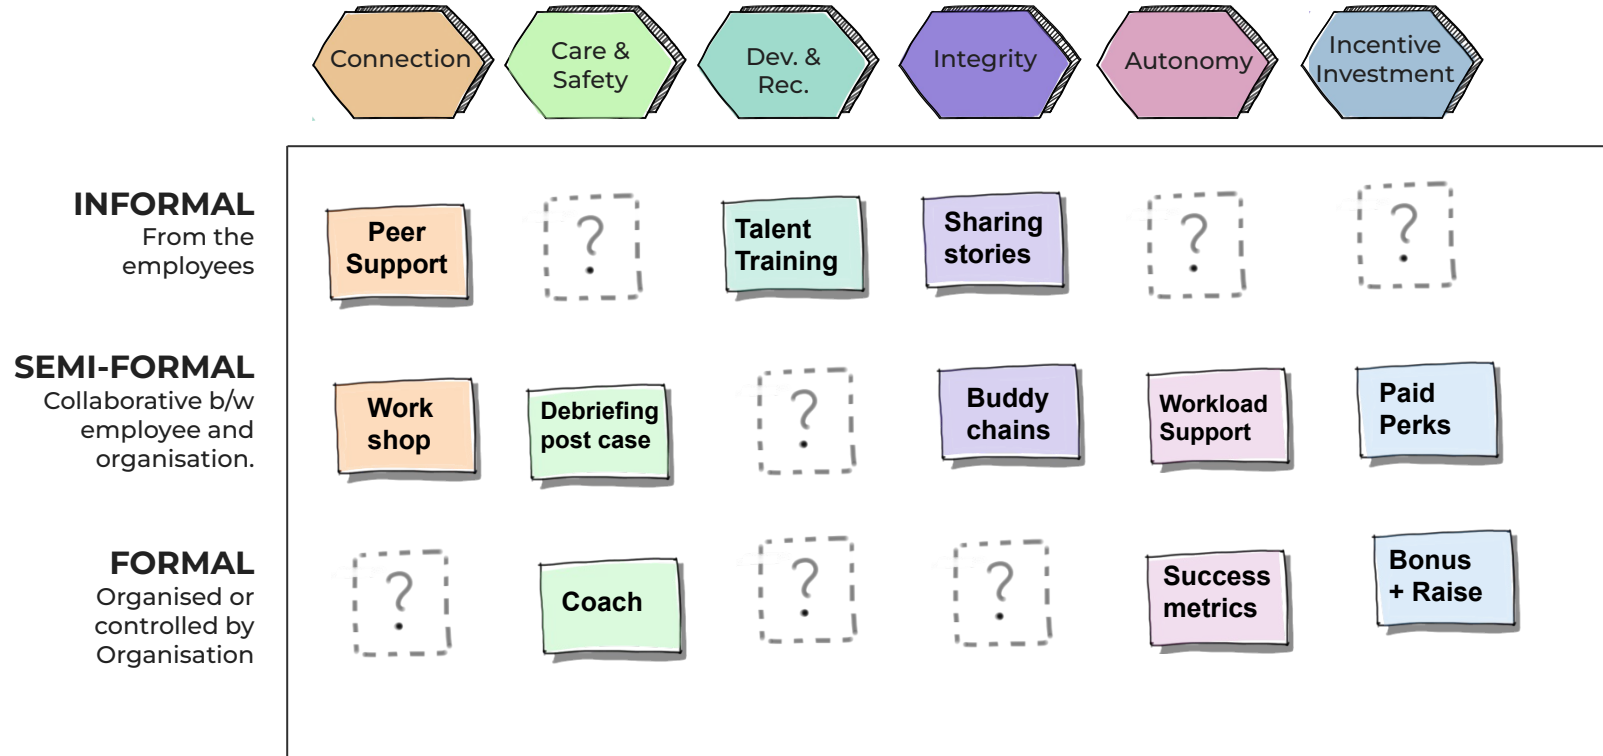 Connection
Care &
Safety
Dev. &
Rec.
Integrity
Autonomy
Incentive
Investment
INFORMAL
From the
employees
Peer
Support
?
Talent
Training
Sharing
stories
?
?
SEMI-FORMAL
Collaborative b/w
employee and
organisation.
Work
shop
Debriefing
post case
?
Buddy
chains
Workload
Support
Paid
Perks
FORMAL
Organised or
controlled by
Organisation
?
Coach
?
?
Success
metrics
Bonus
+ Raise